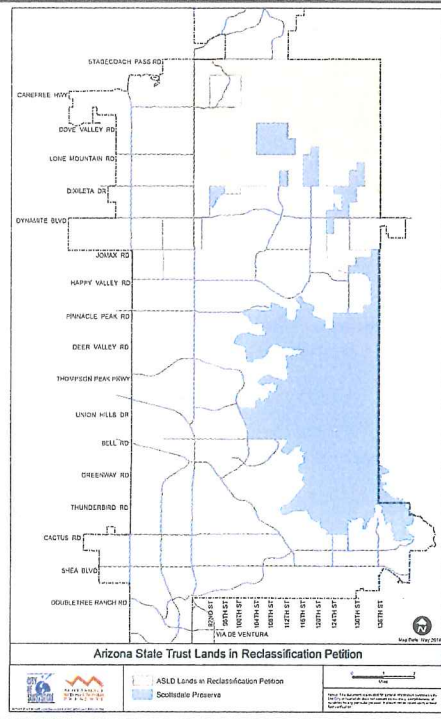 STAGECOACH PASS RD
CAREFREE HWY
DOVE VALLEY RD
LONE MOUNTAIN RD
DIXILETA DR
DYNAMITE BLVD
JOMAX RD
HAPPY VALLEY RD
PINNACLE PEAK RD
DEER VALLEY RD
THOMPSON PEAK PKWY
UNION HILLS DR
BELL RD
GREENWAY RD
THUNDERBIRD RD
CACTUS RD
SHEA BLVD
DOUBLETREE RANCH RD
92ND ST
96TH ST
100TH ST
104TH ST
108TH ST
112TH ST
116TH ST
120TH ST
124TH ST
130TH ST
136TH ST
VIA DE VENTURA
Map Date: May 2014
Arizona State Trust Lands in Reclassification Petition
ASLD Lands in Reclassification Petition
Scottsdale Preserve